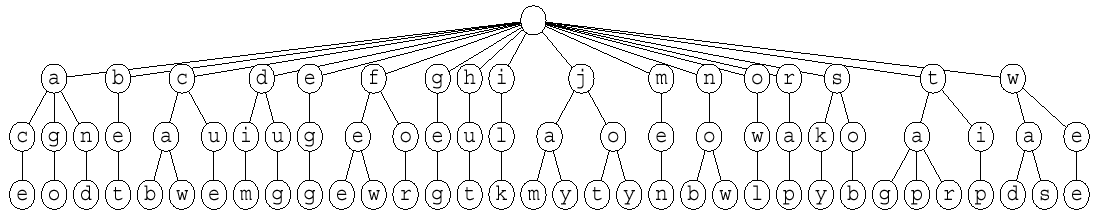 a b c d e f g h i j m n o r s t w
c g n e a u i u g e o e u l a o e o w a k o a i a e
e o d t b w e m g g e w r g t k m y t y n b w l p y b g p r p d s e